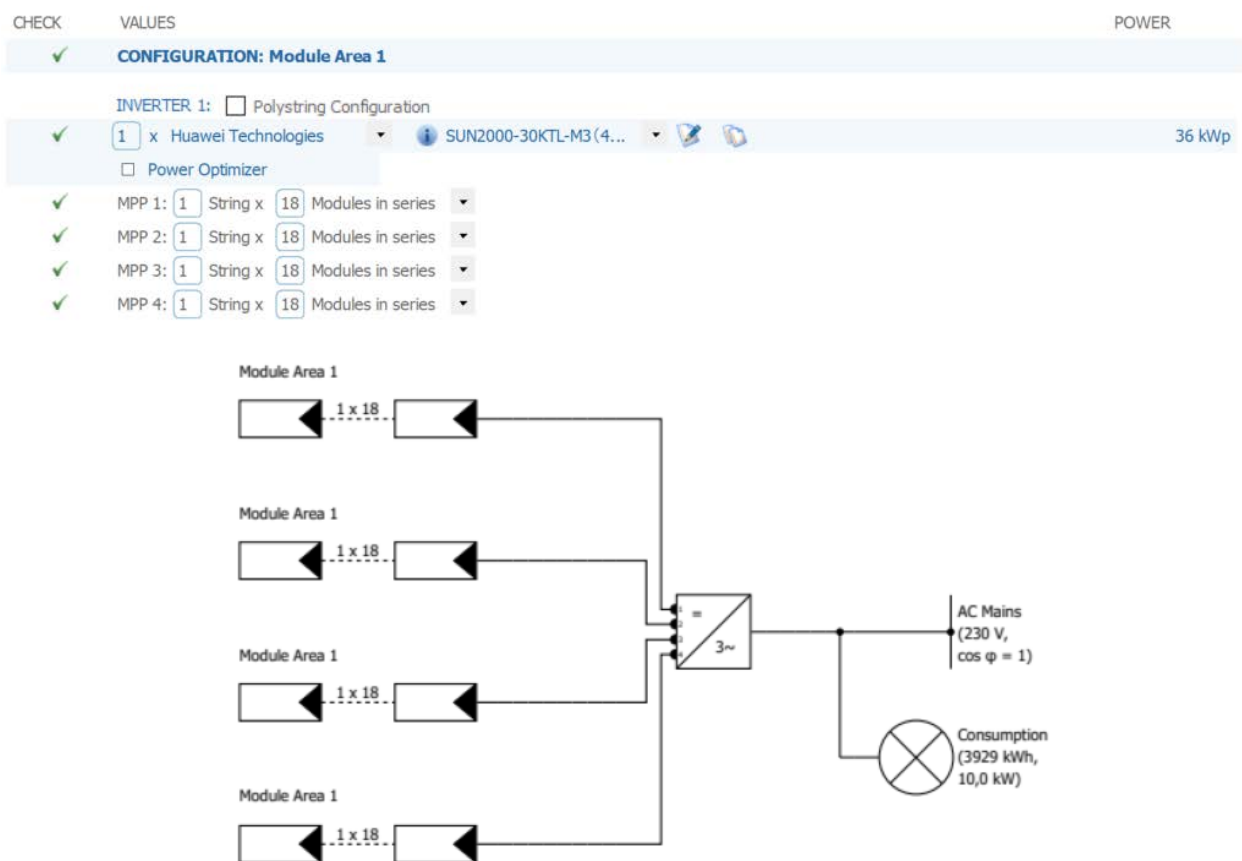 CHECK VALUES POWER
CONFIGURATION: Module Area 1
INVERTER 1: Polystring Configuration
1 x Huawei Technologies SUN2000-30KTL-M3(4... 36 kWp
Power Optimizer
MPP 1: 1 String x 18 Modules in series
MPP 2: 1 String x 18 Modules in series
MPP 3: 1 String x 18 Modules in series
MPP 4: 1 String x 18 Modules in series
Module Area 1
1 x 18
Module Area 1
1 x 18
Module Area 1
1 x 18
Module Area 1
1 x 18
1
2
3
4
=
3~
AC Mains
(230 V,
cos φ = 1)
Consumption
(3929 kWh,
10,0 kW)